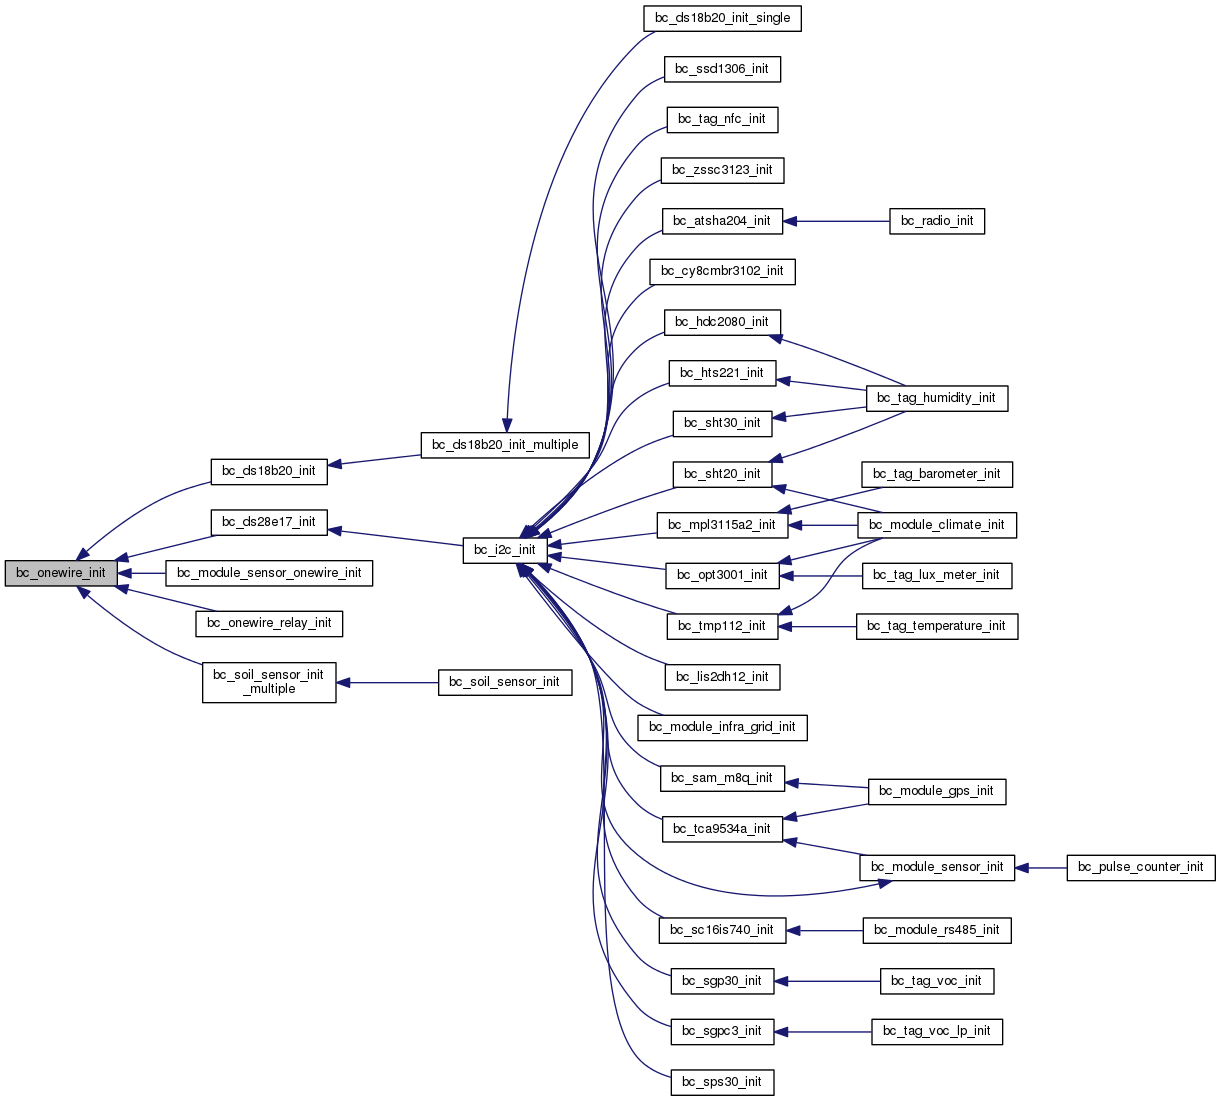 bc_onewire_init
bc_ds18b20_init
bc_ds28e17_init
bc_module_sensor_onewire_init
bc_onewire_relay_init
bc_soil_sensor_init
_multiple
bc_ds18b20_init_multiple
bc_i2c_init
bc_soil_sensor_init
bc_ds18b20_init_single
bc_ssd1306_init
bc_tag_nfc_init
bc_zssc3123_init
bc_atsha204_init
bc_cy8cmbr3102_init
bc_hdc2080_init
bc_hts221_init
bc_sht30_init
bc_sht20_init
bc_mpl3115a2_init
bc_opt3001_init
bc_tmp112_init
bc_lis2dh12_init
bc_module_infra_grid_init
bc_sam_m8q_init
bc_tca9534a_init
bc_sc16is740_init
bc_sgp30_init
bc_sgpc3_init
bc_sps30_init
bc_radio_init
bc_tag_humidity_init
bc_tag_barometer_init
bc_module_climate_init
bc_tag_lux_meter_init
bc_tag_temperature_init
bc_module_gps_init
bc_module_sensor_init
bc_module_rs485_init
bc_tag_voc_init
bc_tag_voc_lp_init
bc_pulse_counter_init